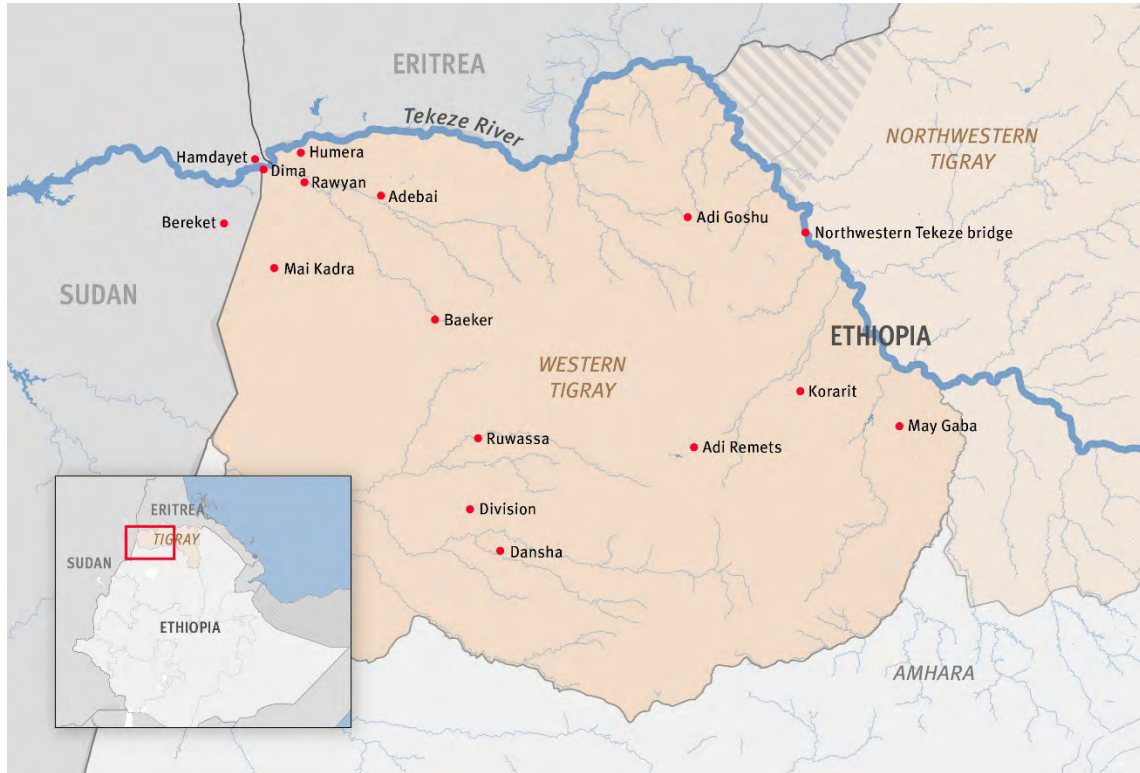 ERITREA
Tekeze River
NORTHWESTERN
TIGRAY
Hamdayet
Humera
Dima
Rawyan
Adebai
Bereket
Adi Goshu
Northwestern Tekeze bridge
Mai Kadra
SUDAN
Baeker
ETHIOPIA
WESTERN
TIGRAY
Korarit
May Gaba
Ruwassa
Adi Remets
Division
Dansha
AMHARA
ERITREA
TIGRAY
SUDAN
ETHIOPIA